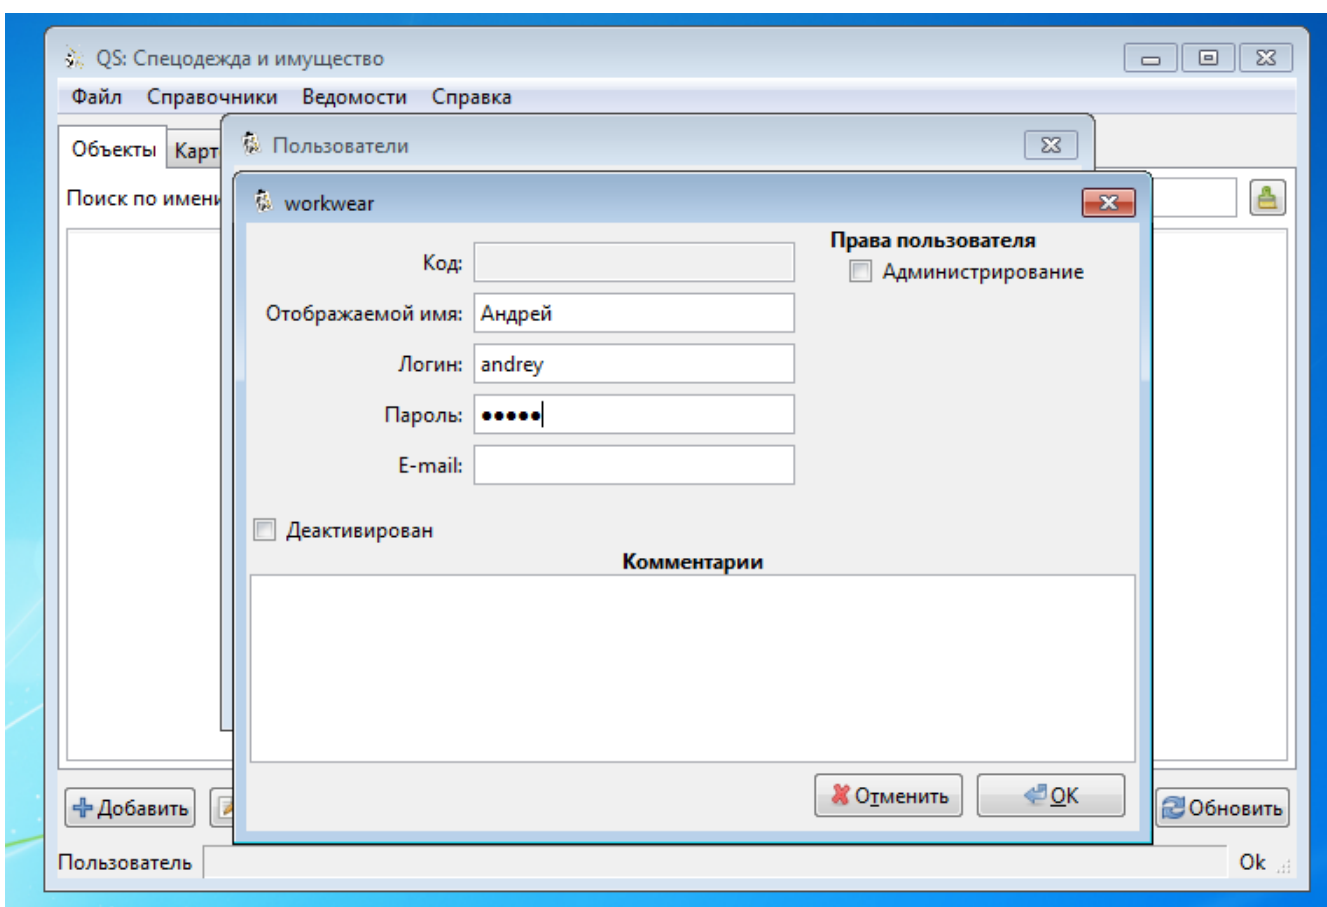 QS: Спецодежда и имущество
Файл Справочники Ведомости Справка
Объекты
Пользователи
Поиск по имени
workwear
Права пользователя
Код:
Администрирование
Отображаемой имя: Андрей
Логин: andrey
Пароль: •••••
E-mail:
Деактивирован
Комментарии
Отменить OK
Добавить
Обновить
Пользователь
Ok